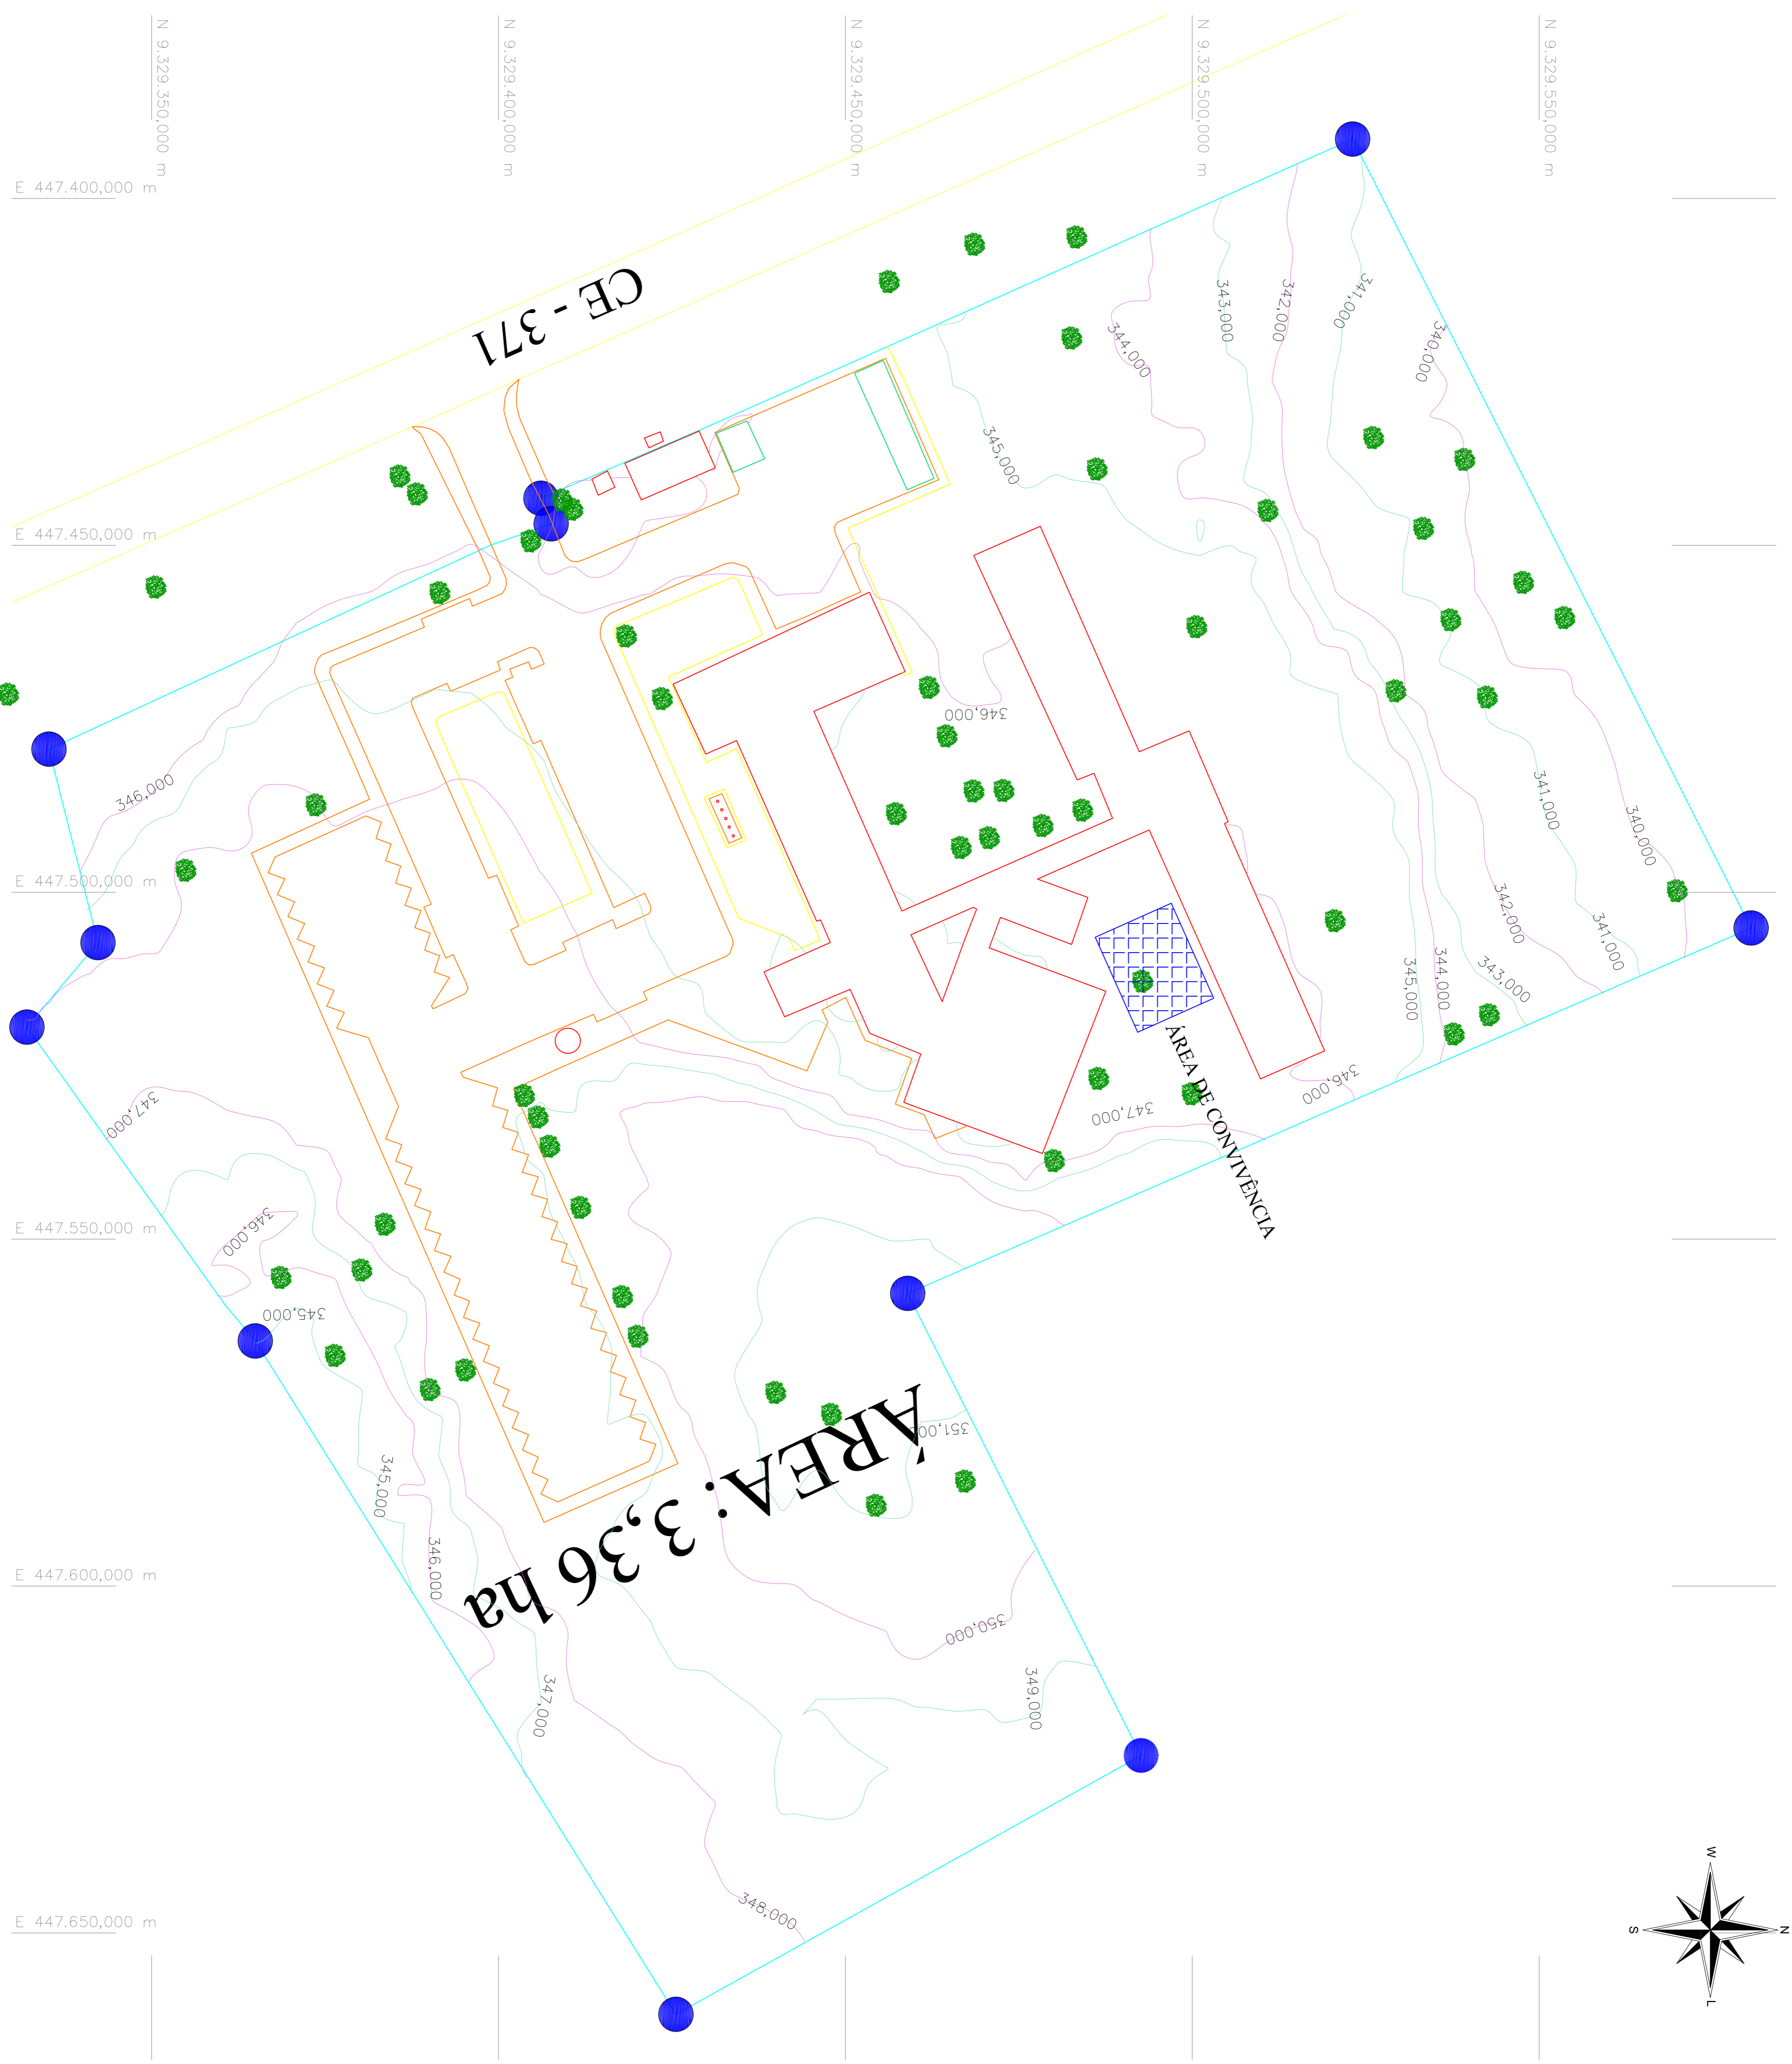 N 9.329.350,000 m
N 9.329.400,000 m
N 9.329.450,000 m
N 9.329.500,000 m
N 9.329.550,000 m
E 447.400,000 m
CE - 371
341,000
343,000
342,000
344,000
340,000
345,000
E 447.450,000 m
346,000
346,000
341,000
340,000
E 447.500,000 m
342,000
341,000
345,000
344,000
343,000
ÁREA DE CONVIVÊNCIA
346,000
347,000
347,000
E 447.550,000 m
346,000
345,000
351,000
ÁREA: 3,36 ha
345,000
346,000
E 447.600,000 m
350,000
347,000
349,000
348,000
E 447.650,000 m
W
S
N
L